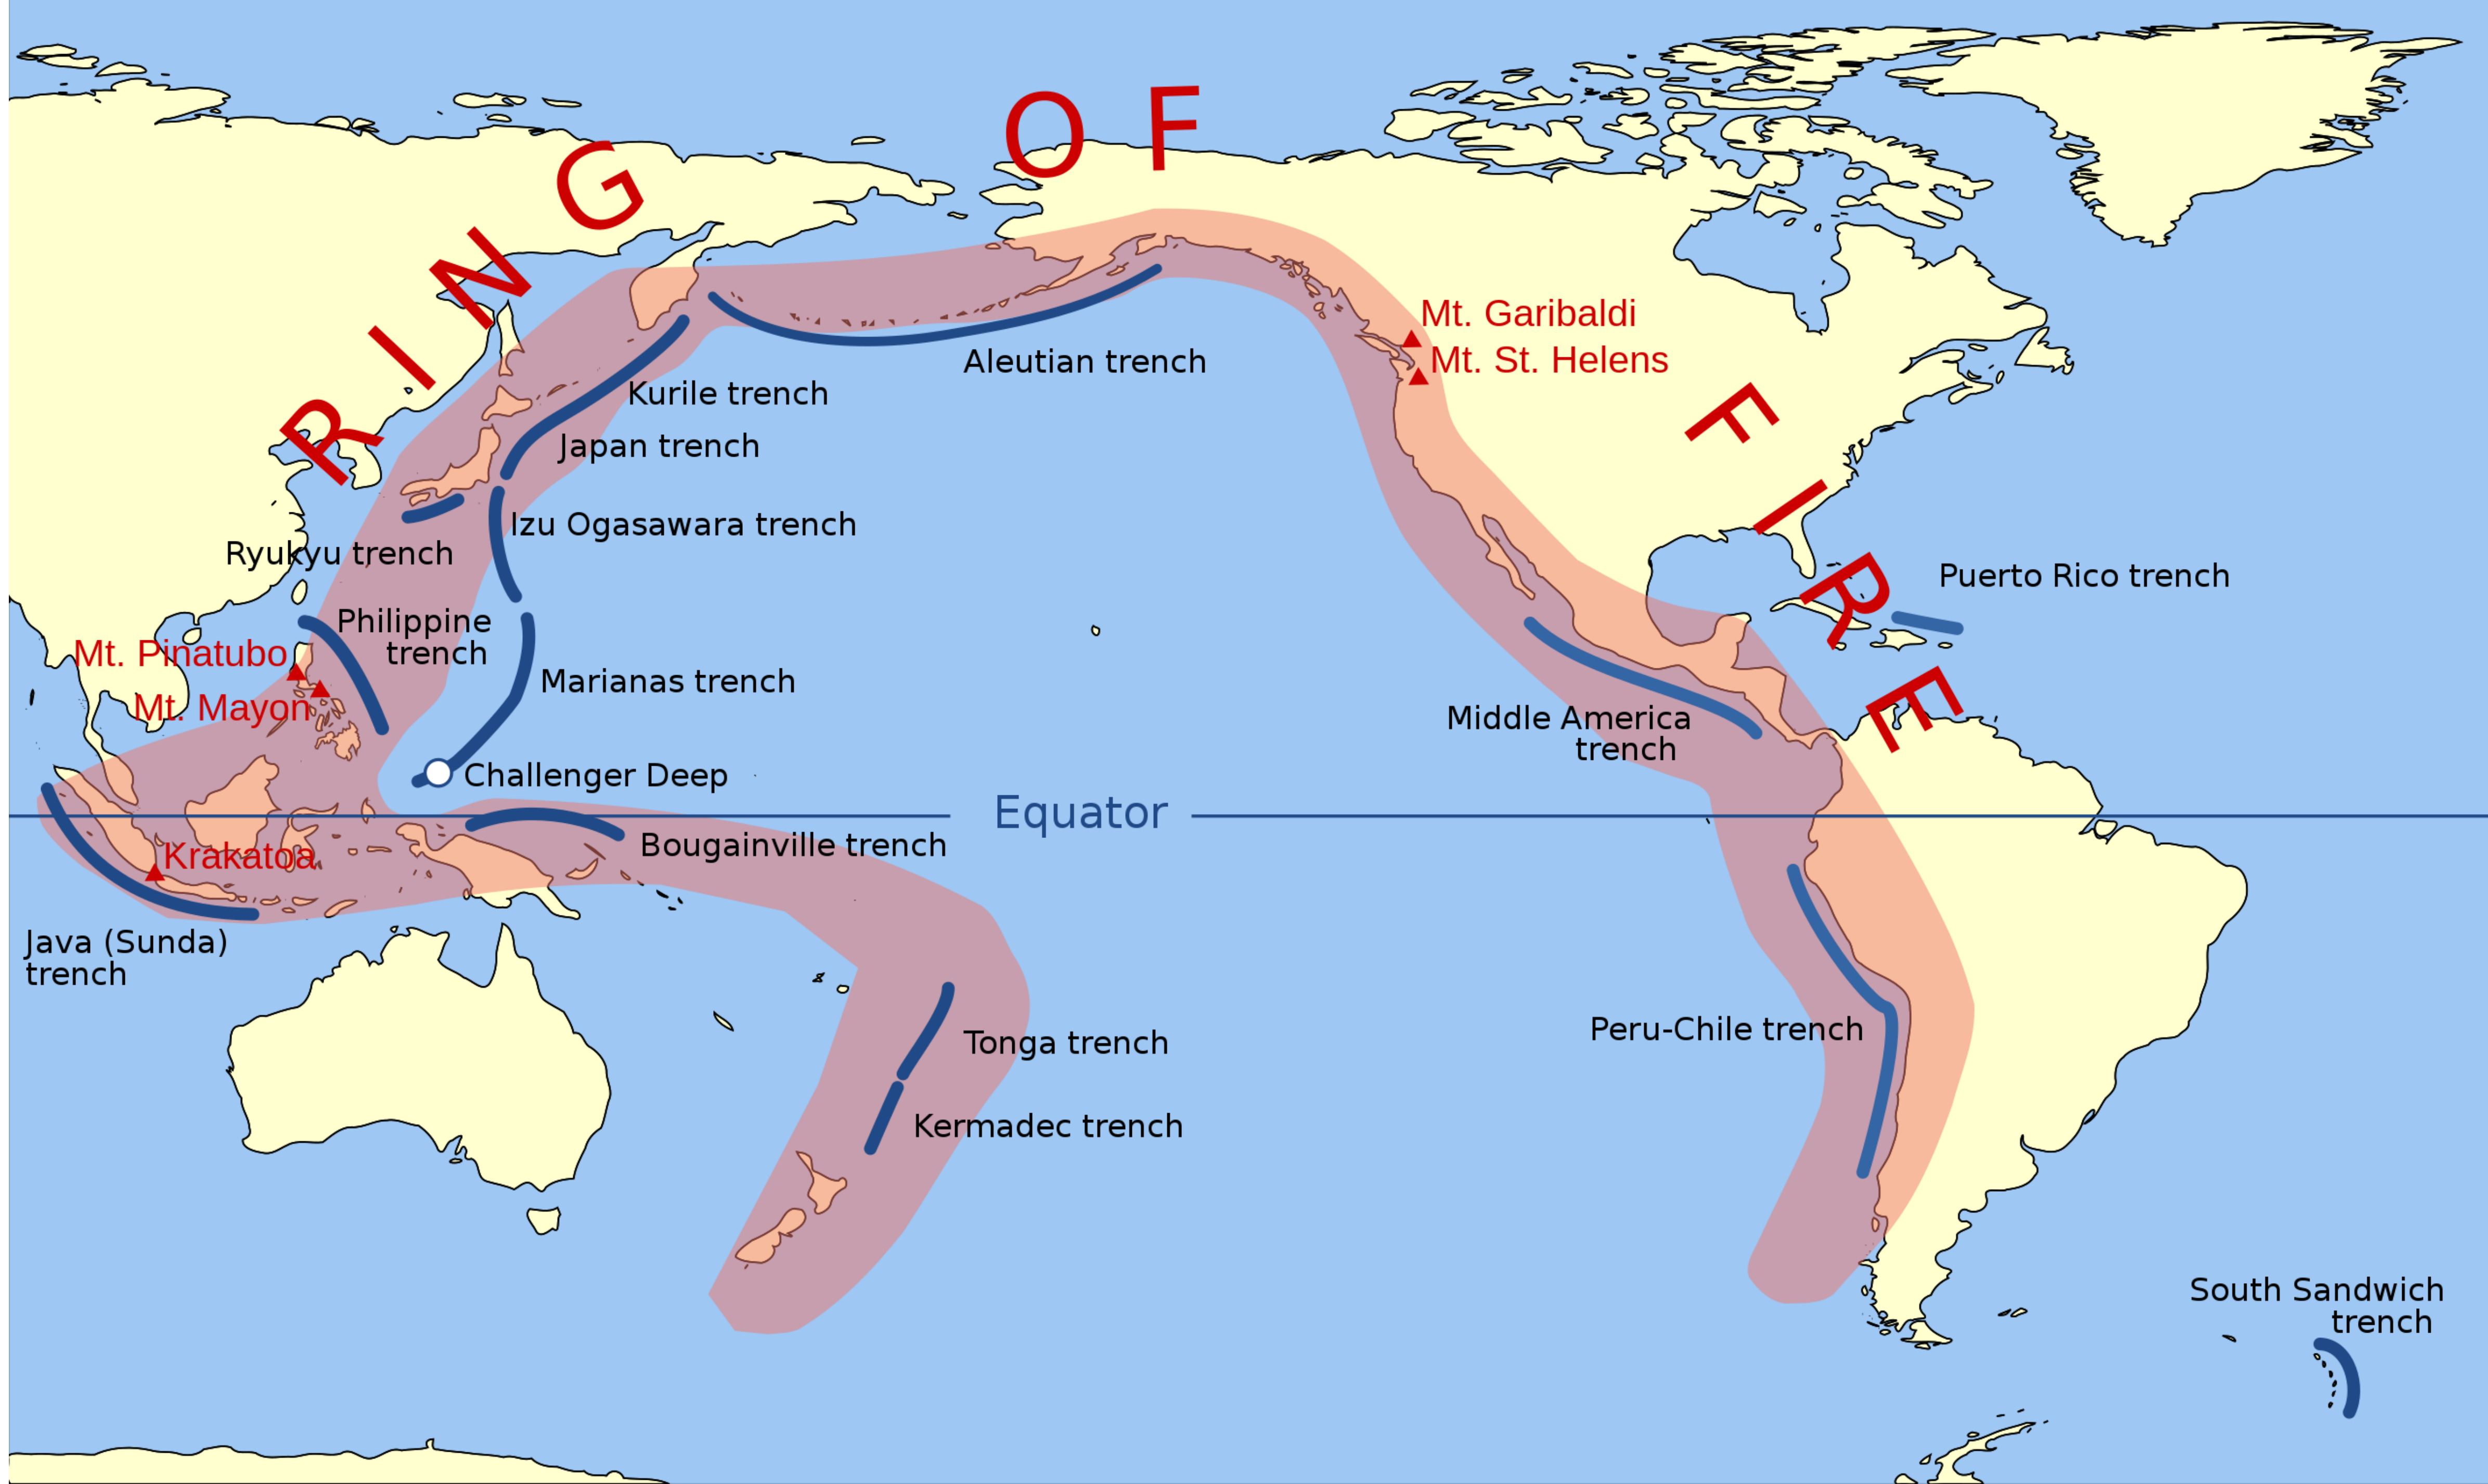 RING
OF
FIRE
Mt. Garibaldi
Mt. St. Helens
Aleutian trench
Kurile trench
Japan trench
Izu Ogasawara trench
Ryukyu trench
Puerto Rico trench
Philippine
trench
Mt. Pinatubo
Mt. Mayon
Marianas trench
Middle America
trench
Challenger Deep
Equator
Bougainville trench
Krakatoa
Java (Sunda)
trench
Tonga trench
Peru-Chile trench
Kermadec trench
South Sandwich
trench